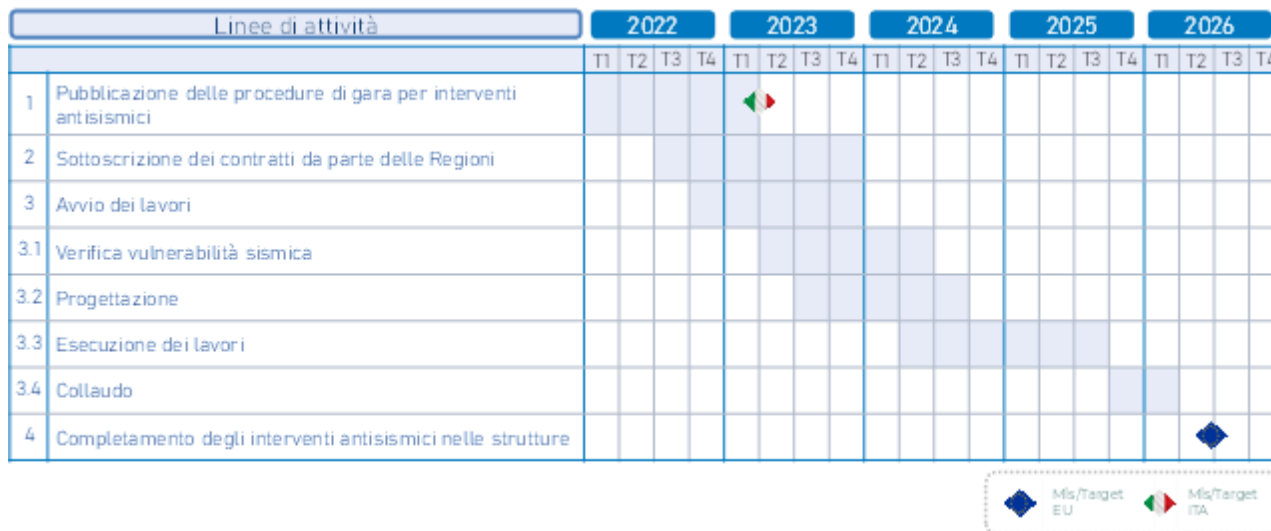 Linee di attività 2022 2023 2024 2025 2026
T1 T2 T3 T4 T1 T2 T3 T4 T1 T2 T3 T4 T1 T2 T3 T4 T1 T2 T3 T4
1 Pubblicazione delle procedure di gara per interventi
antisismici
2 Sottoscrizione dei contratti da parte delle Regioni
3 Avvio dei lavori
3.1 Verifica vulnerabilità sismica
3.2 Progettazione
3.3 Esecuzione dei lavori
3.4 Collaudo
4 Completamento degli interventi antisismici nelle strutture
Mls/Target Mls/Target
EU ITA